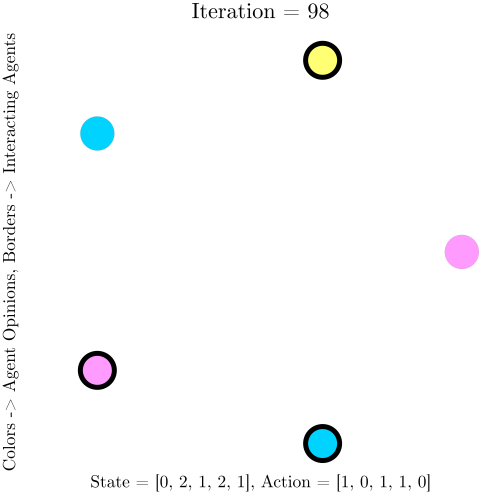 Iteration = 98
Colors -> Agent Opinions, Borders -> Interacting Agents
State = [0, 2, 1, 2, 1], Action = [1, 0, 1, 1, 0]